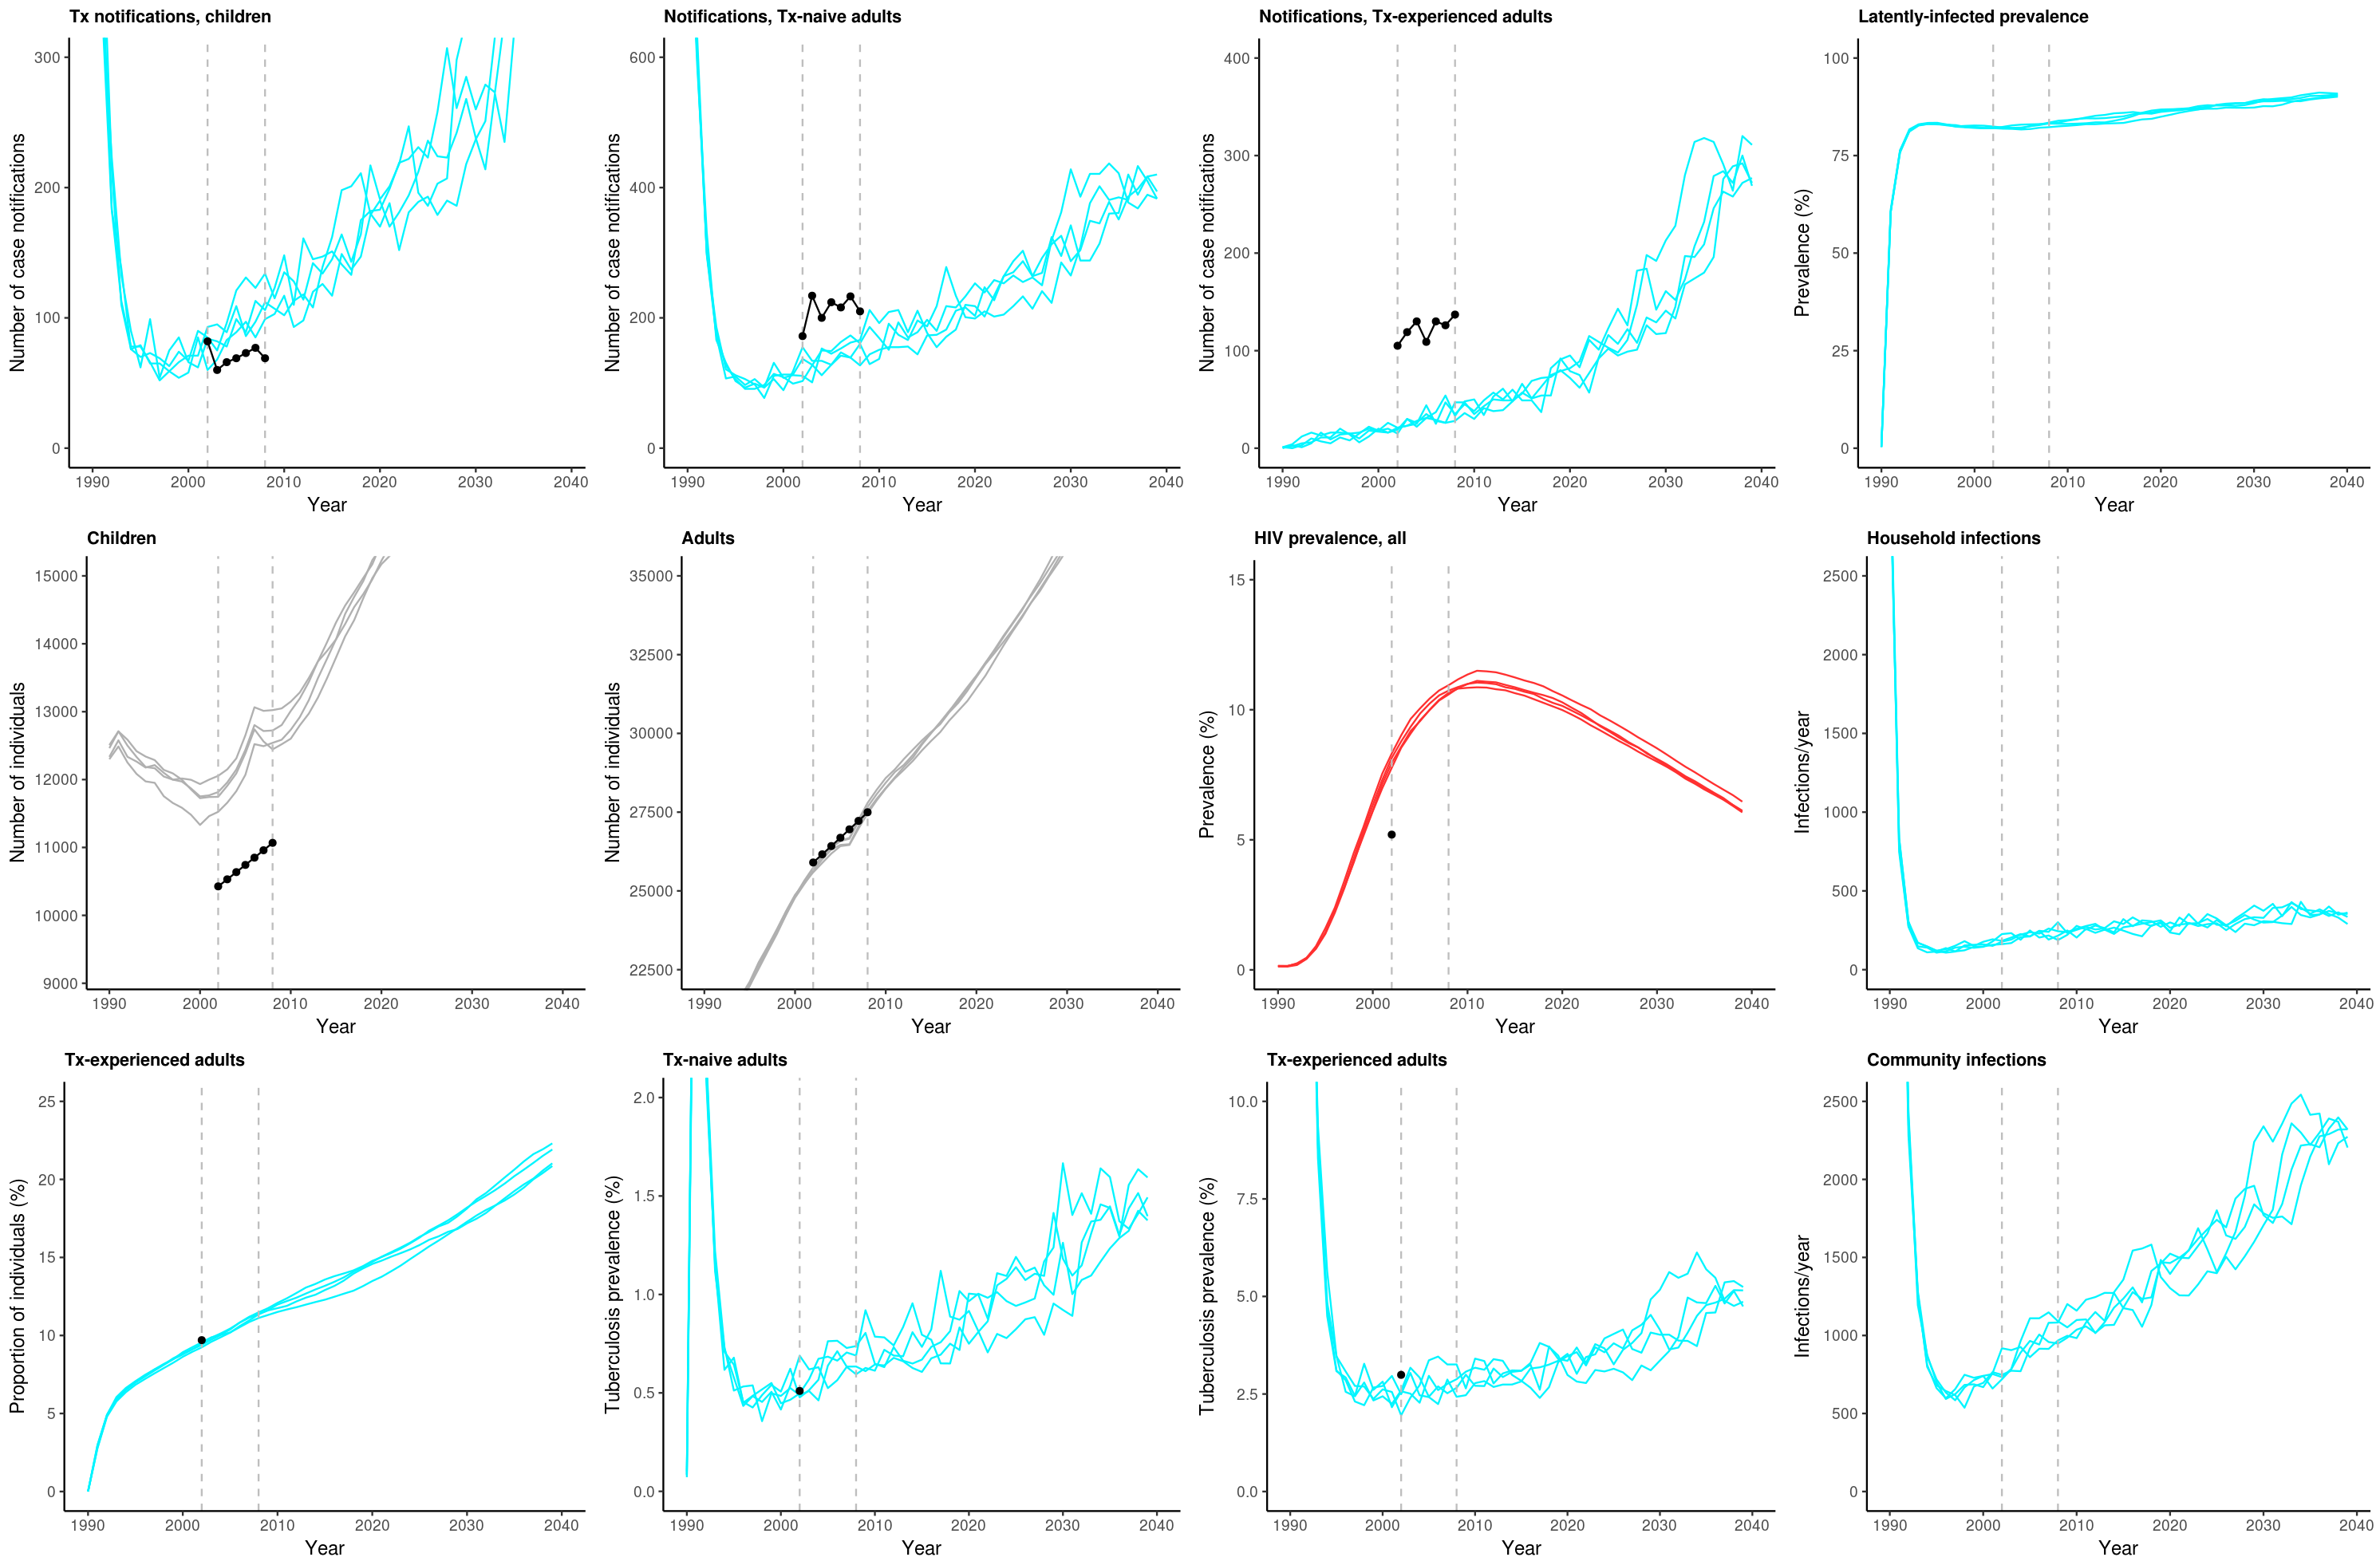 Tx notifications, children
Number of case notifications
300
200
100
0
1990 2000 2010 2020 2030 2040
Year
Notifications, Tx-naive adults
Number of case notifications
600
400
200
0
1990 2000 2010 2020 2030 2040
Year
Notifications, Tx-experienced adults
Number of case notifications
400
300
200
100
0
1990 2000 2010 2020 2030 2040
Year
Latently-infected prevalence
Prevalence (%)
100
75
50
25
0
1990 2000 2010 2020 2030 2040
Year
Children
Number of individuals
15000
14000
13000
12000
11000
10000
9000
1990 2000 2010 2020 2030 2040
Year
Adults
Number of individuals
35000
32500
30000
27500
25000
22500
1990 2000 2010 2020 2030 2040
Year
HIV prevalence, all
Prevalence (%)
15
10
5
0
1990 2000 2010 2020 2030 2040
Year
Household infections
Infections/year
2500
2000
1500
1000
500
0
1990 2000 2010 2020 2030 2040
Year
Tx-experienced adults
Proportion of individuals (%)
25
20
15
10
5
0
1990 2000 2010 2020 2030 2040
Year
Tx-naive adults
Tuberculosis prevalence (%)
2.0
1.5
1.0
0.5
0.0
1990 2000 2010 2020 2030 2040
Year
Tx-experienced adults
Tuberculosis prevalence (%)
10.0
7.5
5.0
2.5
0.0
1990 2000 2010 2020 2030 2040
Year
Community infections
Infections/year
2500
2000
1500
1000
500
0
1990 2000 2010 2020 2030 2040
Year